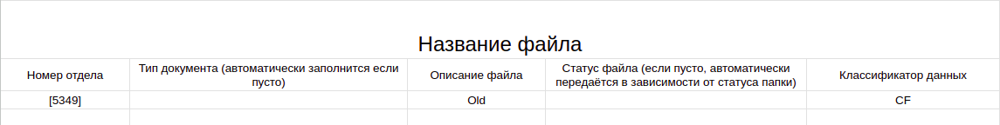 Название файла
Номер отдела
Тип документа (автоматически заполнится если
пусто)
Описание файла
Статус файла (если пусто, автоматически
передаётся в зависимости от статуса папки)
Классификатор данных
[5349]
Old
CF